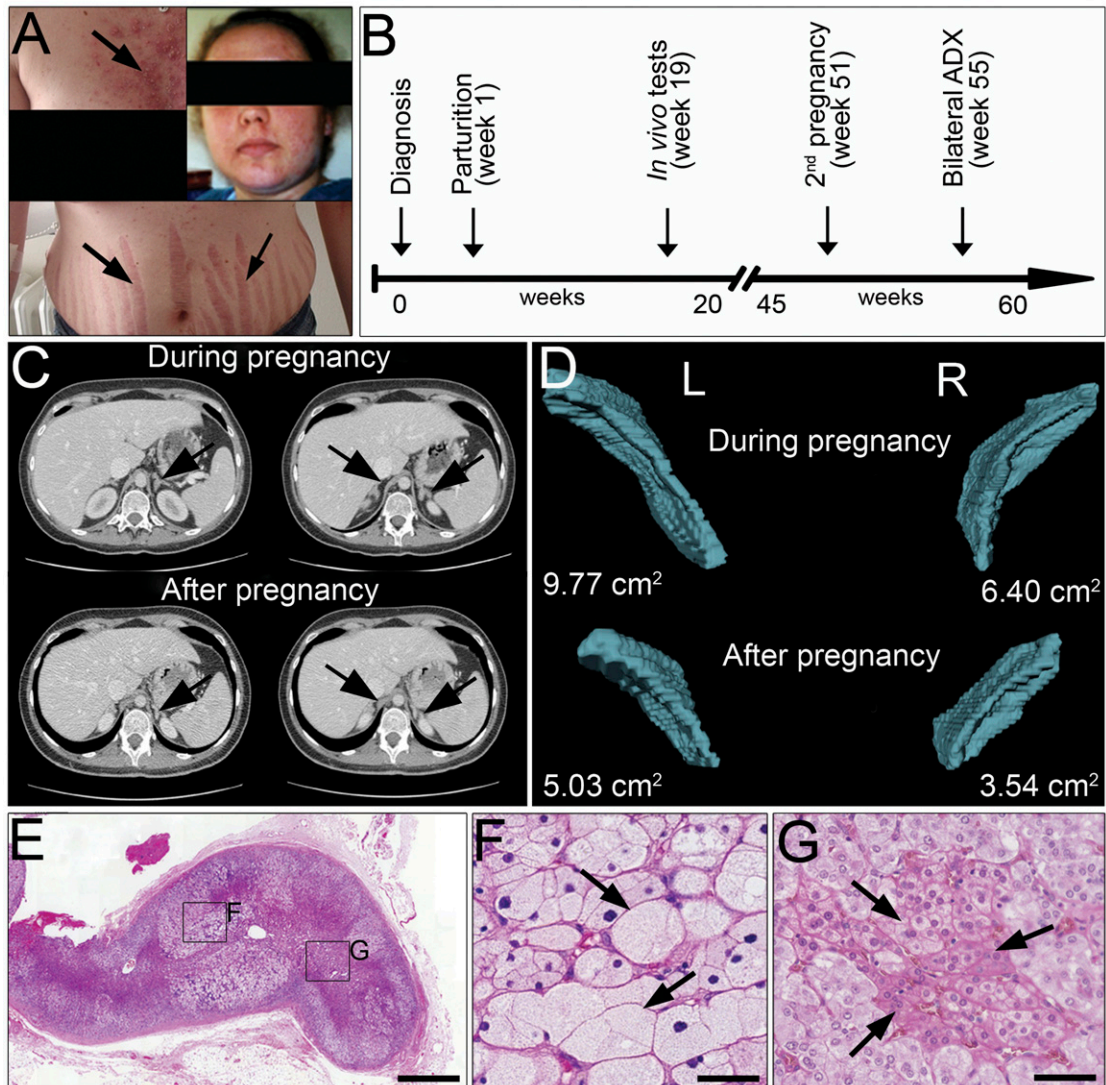 A
B
Diagnosis
Parturition
(week 1)
In vivo tests
(week 19)
2nd pregnancy
(week 51)
Bilateral ADX
(week 55)
0
weeks
20
45
weeks
60
C
During pregnancy
After pregnancy
D
L
R
During pregnancy
9.77 cm²
6.40 cm²
After pregnancy
5.03 cm²
3.54 cm²
E
F
G
F
G